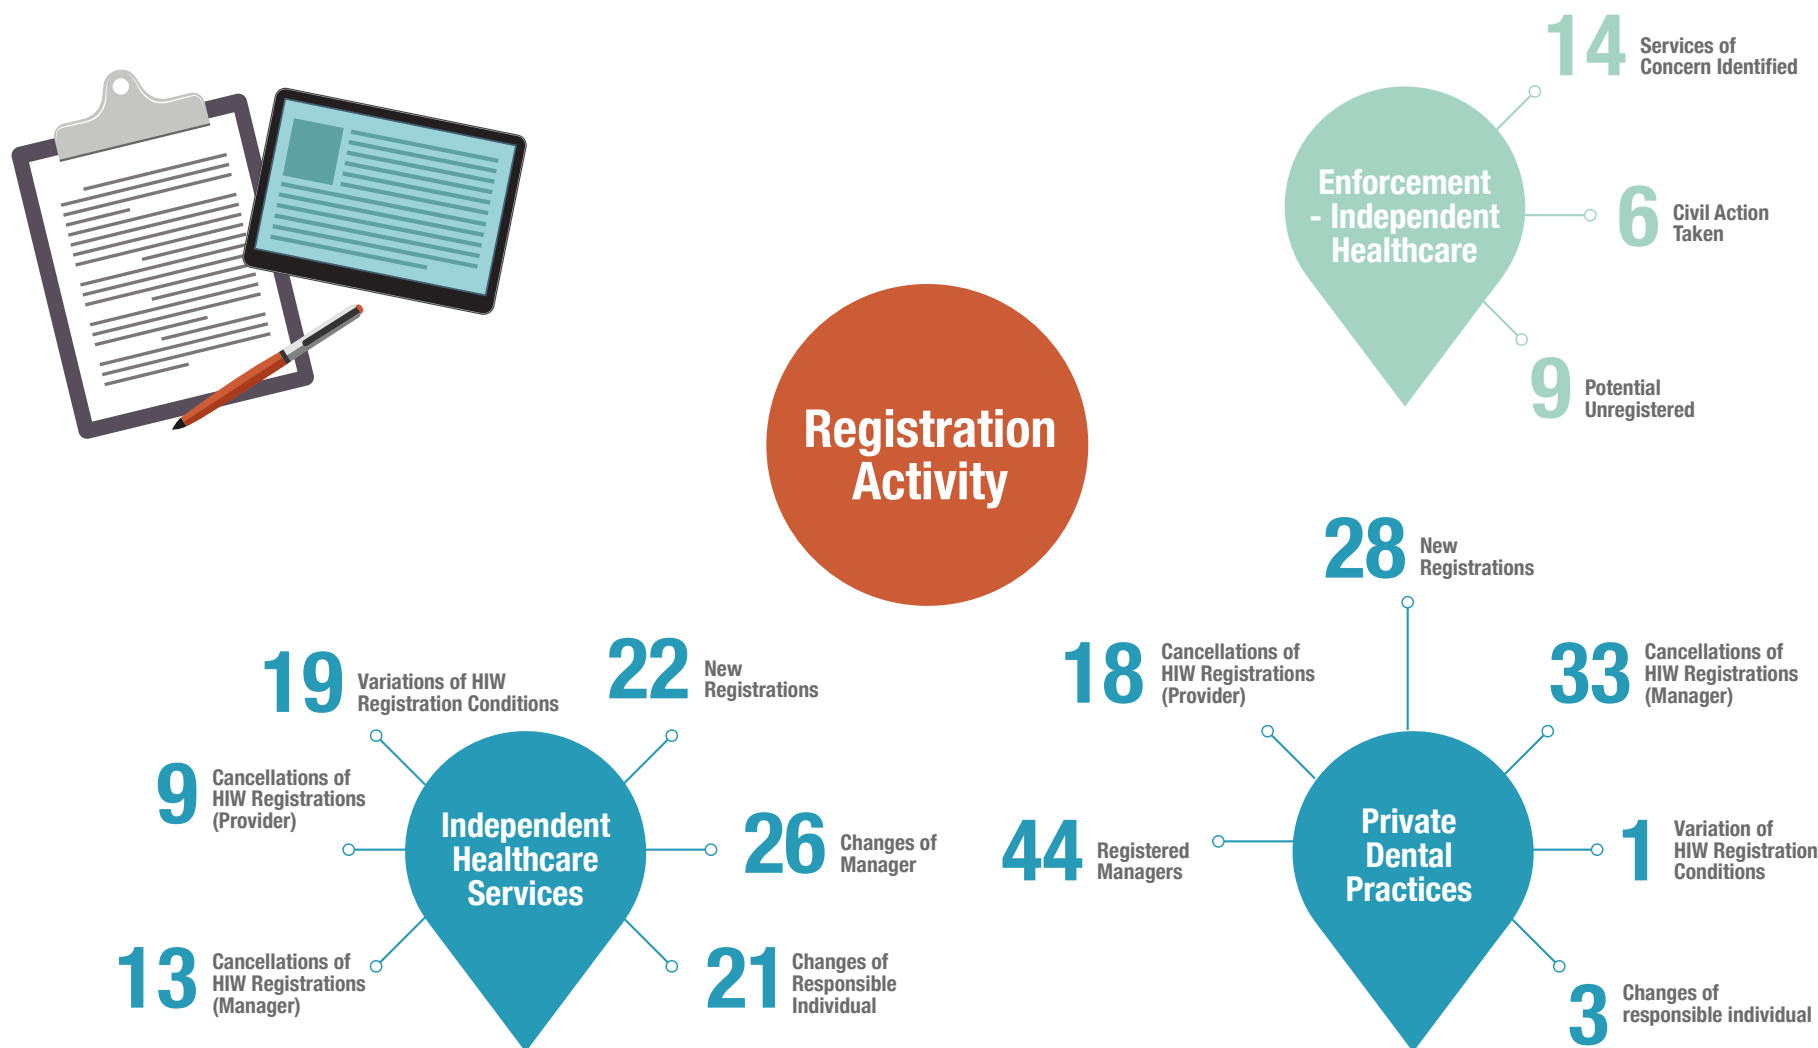 14
Services of
Concern Identified
Enforcement
- Independent
Healthcare
6
Civil Action
Taken
9
Potential
Unregistered
Registration
Activity
19
Variations of HIW
Registration Conditions
22
New
Registrations
9
Cancellations of
HIW Registrations
(Provider)
Independent
Healthcare
Services
26
Changes of
Manager
13
Cancellations of
HIW Registrations
(Manager)
21
Changes of
Responsible
Individual
28
New
Registrations
18
Cancellations of
HIW Registrations
(Provider)
33
Cancellations of
HIW Registrations
(Manager)
44
Registered
Managers
Private
Dental
Practices
1
Variation of
HIW Registration
Conditions
3
Changes of
responsible individual